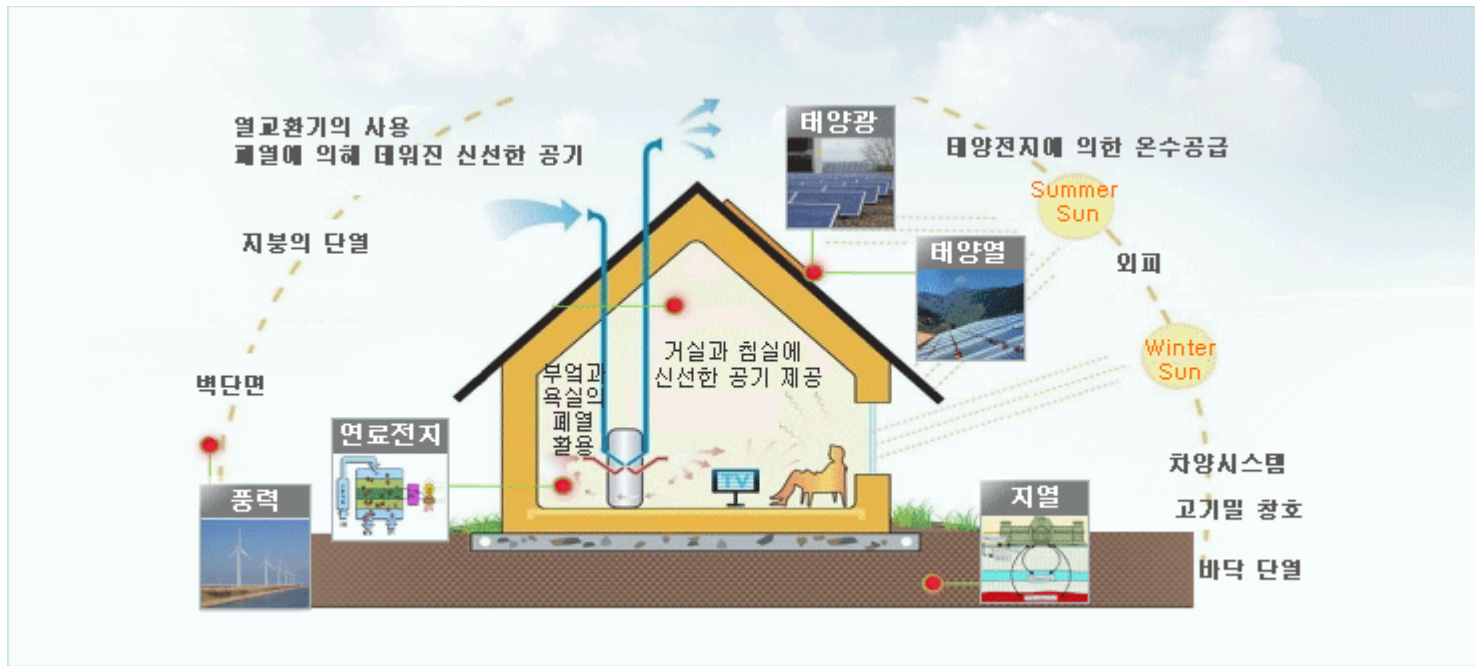 열교환기의 사용
폐열에 의해 데워진 신선한 공기
태양광
태양전지에 의한 온수공급
Summer
Sun
지붕의 단열
태양열
외피
거실과 침실에
신선한 공기 제공
Winter
Sun
벽단면
부엌과
욕실의
폐열
활용
연료전지
TV
차양시스템
풍력
지열
고기밀 창호
바닥 단열